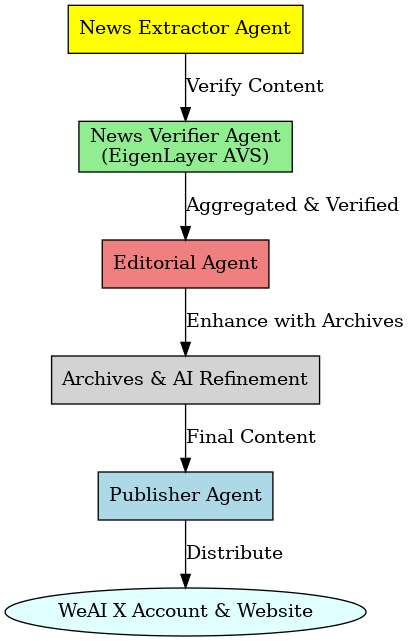 News Extractor Agent
Verify Content
News Verifier Agent
(EigenLayer AVS)
Aggregated & Verified
Editorial Agent
Enhance with Archives
Archives & AI Refinement
Final Content
Publisher Agent
Distribute
WeAI X Account & Website